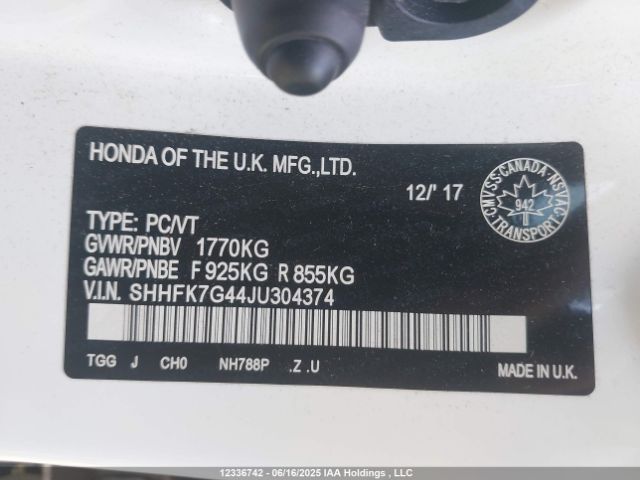 HONDA OF THE U.K. MFG.,LTD.
12/' 17
CMVSS·CANADA·NSVAC
942
TRANSPORT
TYPE: PC/VT
GVWR/PNBV 1770KG
GAWR/PNBE F 925KG R 855KG
V.I.N. SHHFK7G44JU304374
TGG J CH0 NH788P .Z .U
MADE IN U.K.
12336742 - 06/16/2025 IAA Holdings , LLC